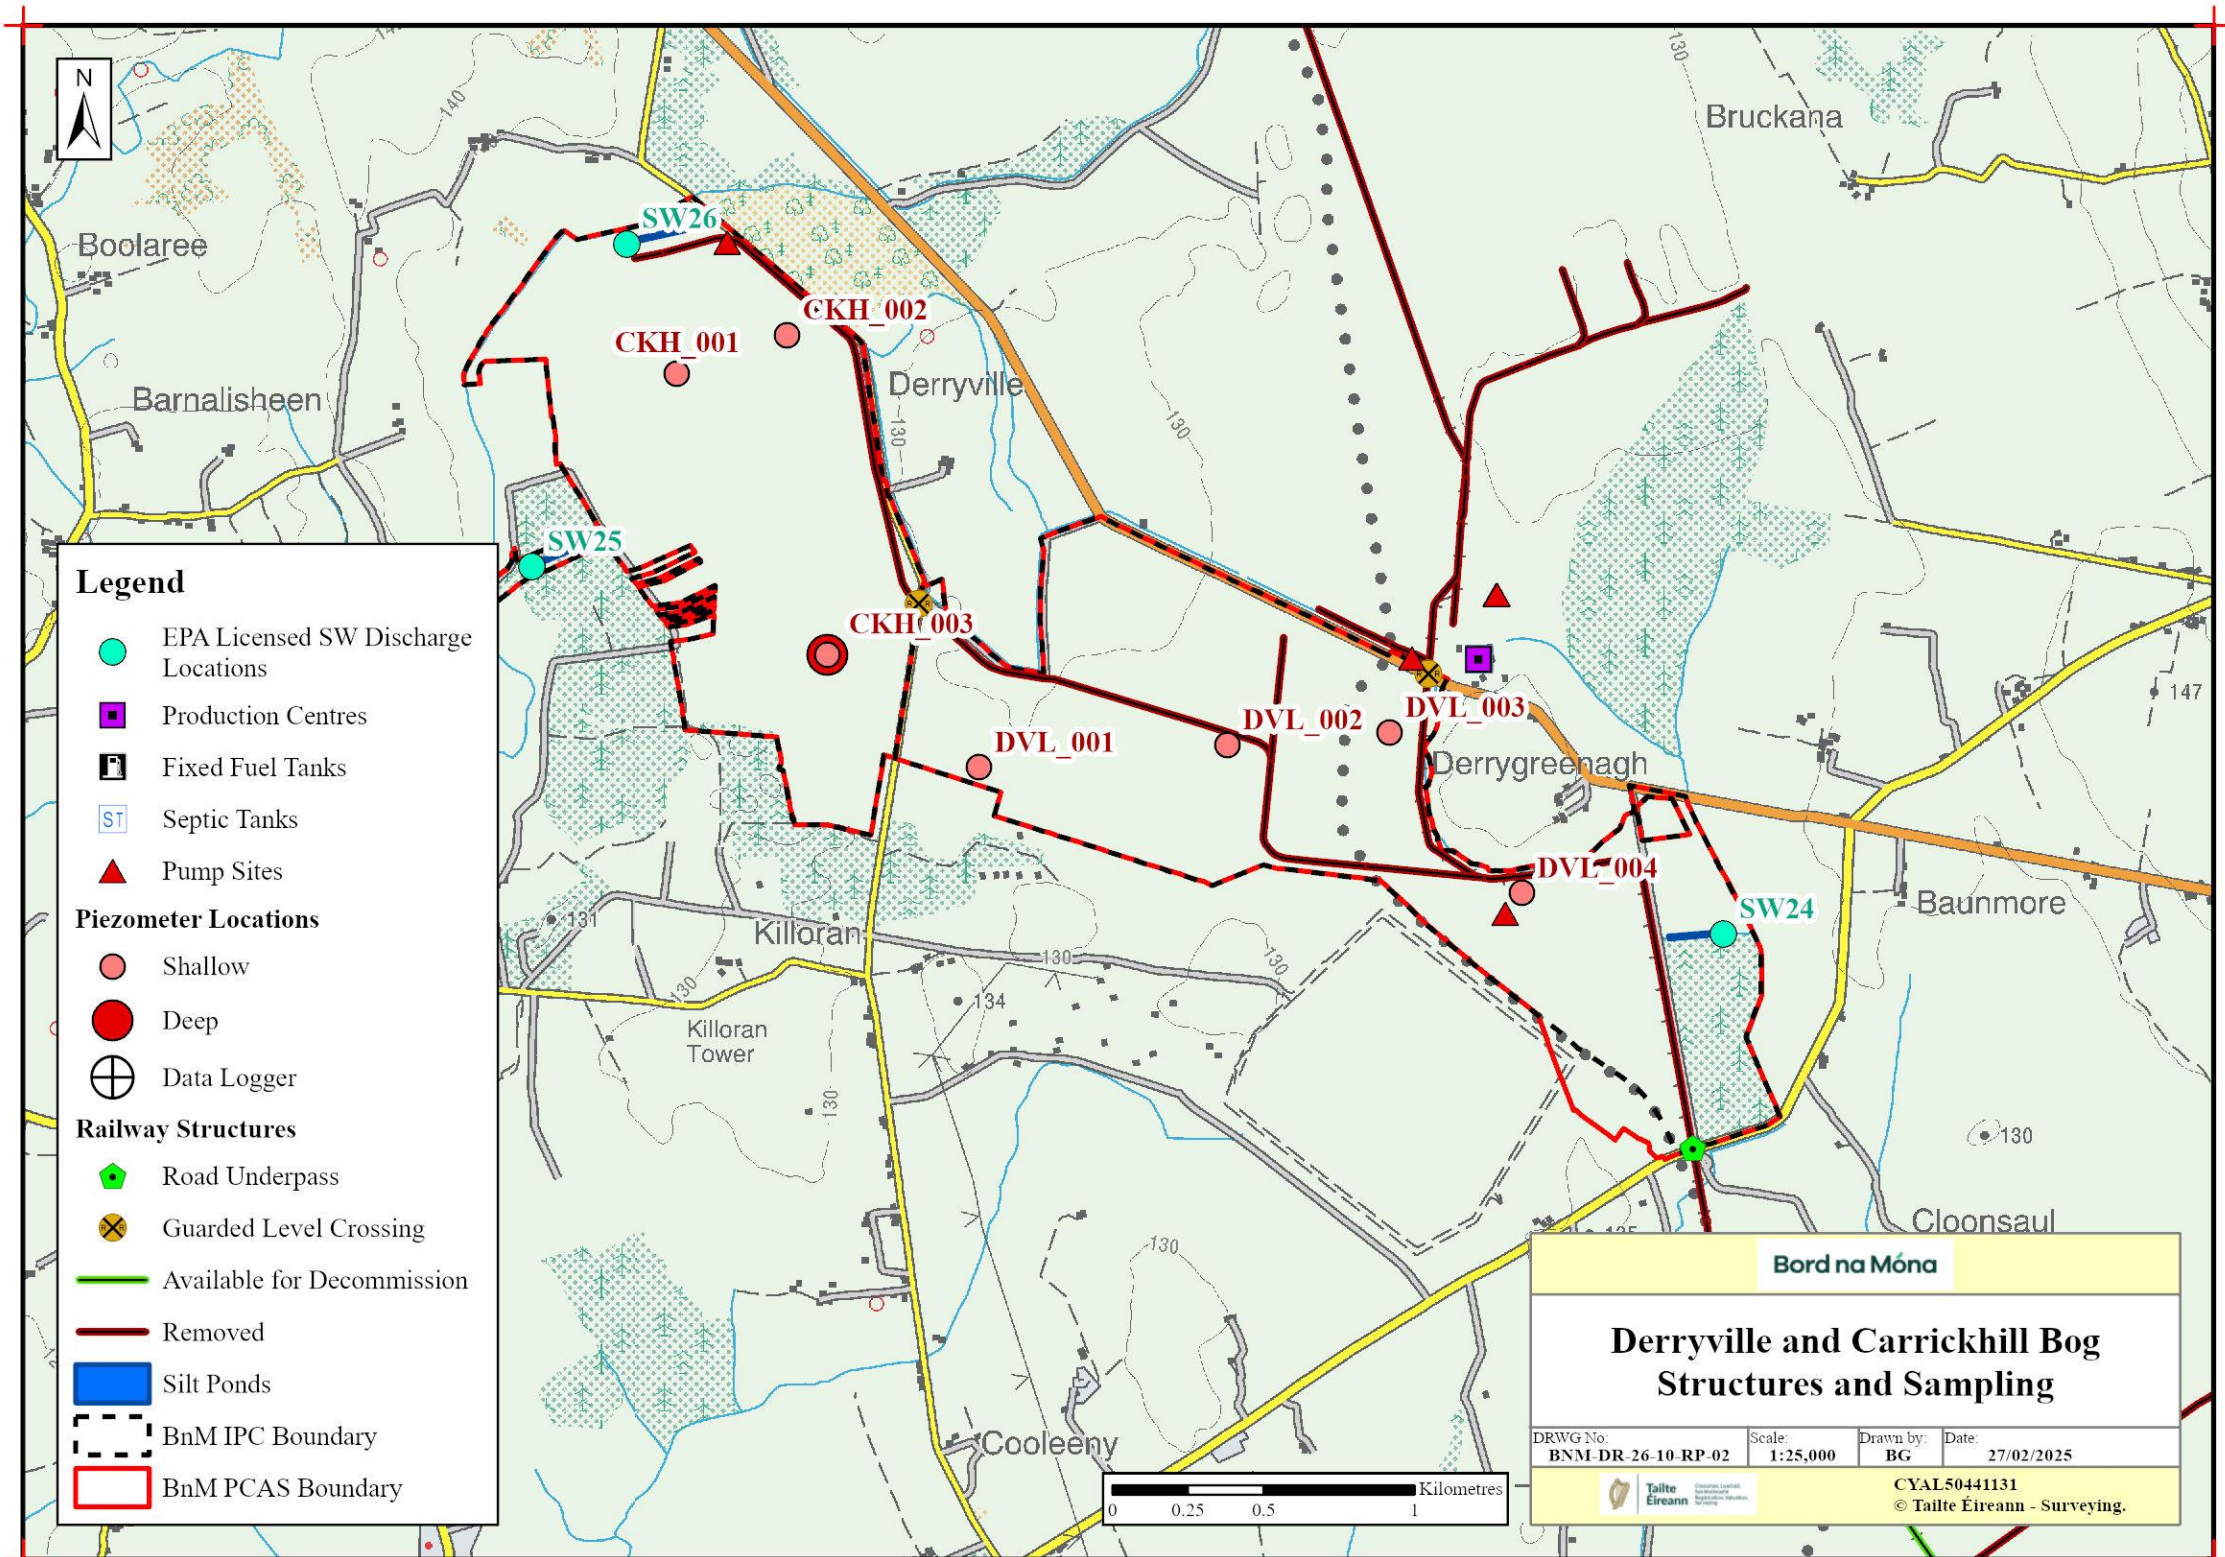 N
140
130
Bruckana
SW26
Boolaree
CKH_002
CKH_001
Derryville
Barnalisheen
130
130
SW25
Legend
EPA Licensed SW Discharge
Locations
Production Centres
Fixed Fuel Tanks
ST
Septic Tanks
Pump Sites
Piezometer Locations
Shallow
Deep
Data Logger
Railway Structures
Road Underpass
Guarded Level Crossing
Available for Decommission
Removed
Silt Ponds
BnM IPC Boundary
BnM PCAS Boundary
CKH_003
147
DVL_003
DVL_002
DVL_001
Derrygreenagh
DVL_004
SW24
Baunmore
131
Killoran
130
130
130
134
Killoran
Tower
130
130
Cloonsaul
130
Cooleeny
Kilometres
0
0.25
0.5
1
Bord na Móna
Derryville and Carrickhill Bog
Structures and Sampling
DRWG No:
BNM-DR-26-10-RP-02
Scale:
1:25,000
Drawn by:
BG
Date:
27/02/2025
Tailte
Éireann
CYAL50441131
© Tailte Éireann - Surveying.